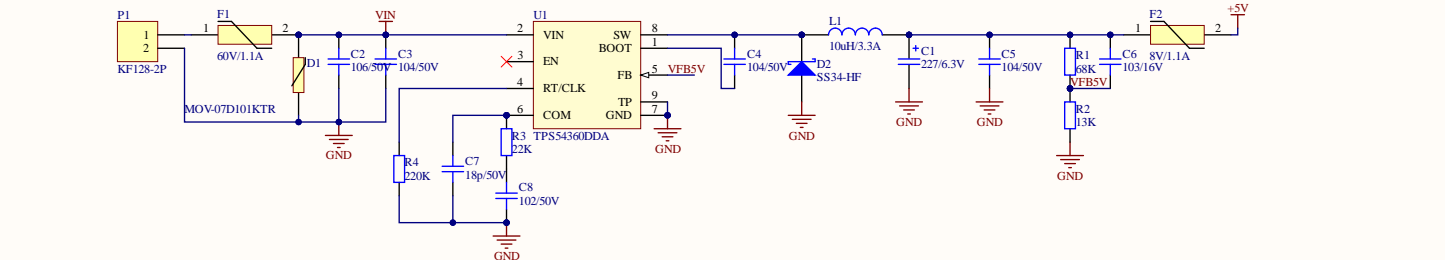 P1
1
2
KF128-2P
F1
1
2
60V/1.1A
D1
MOV-07D101KTR
C2
106/50V
GND
VIN
C3
104/50V
U1
2
VIN
3
EN
4
RT/CLK
6
COM
SW
8
BOOT
1
FB
5
VFB5V
TP
9
GND
7
TPS54360DDA
GND
R4
220K
C7
18p/50V
R3
22K
C8
102/50V
GND
C4
104/50V
D2
SS34-HF
GND
L1
10uH/3.3A
+
C1
227/6.3V
GND
C5
104/50V
GND
R1
68K
VFB5V
R2
13K
GND
C6
103/16V
F2
1
2
8V/1.1A
+5V